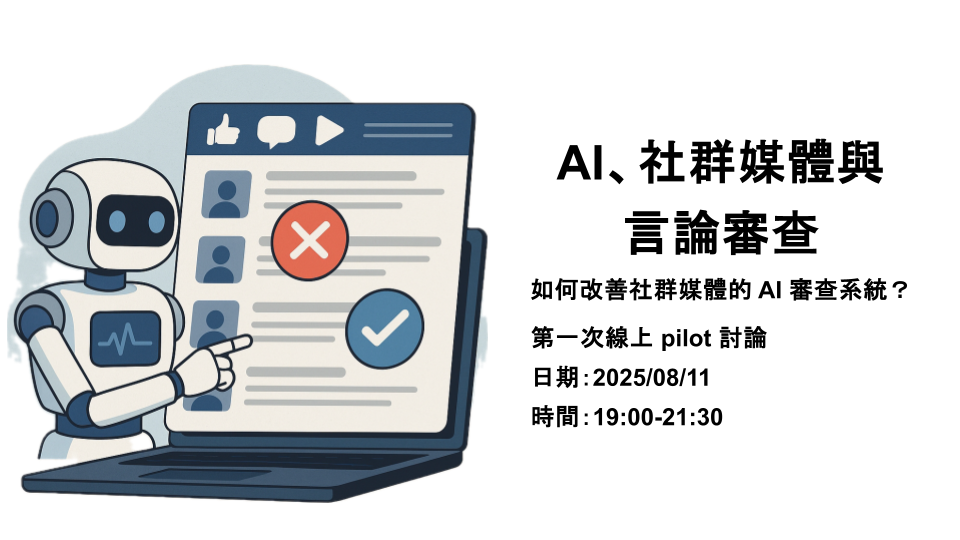 AI、社群媒體與
言論審查
如何改善社群媒體的 AI 審查系統？
第一次線上 pilot 討論
日期：2025/08/11
時間：19:00-21:30